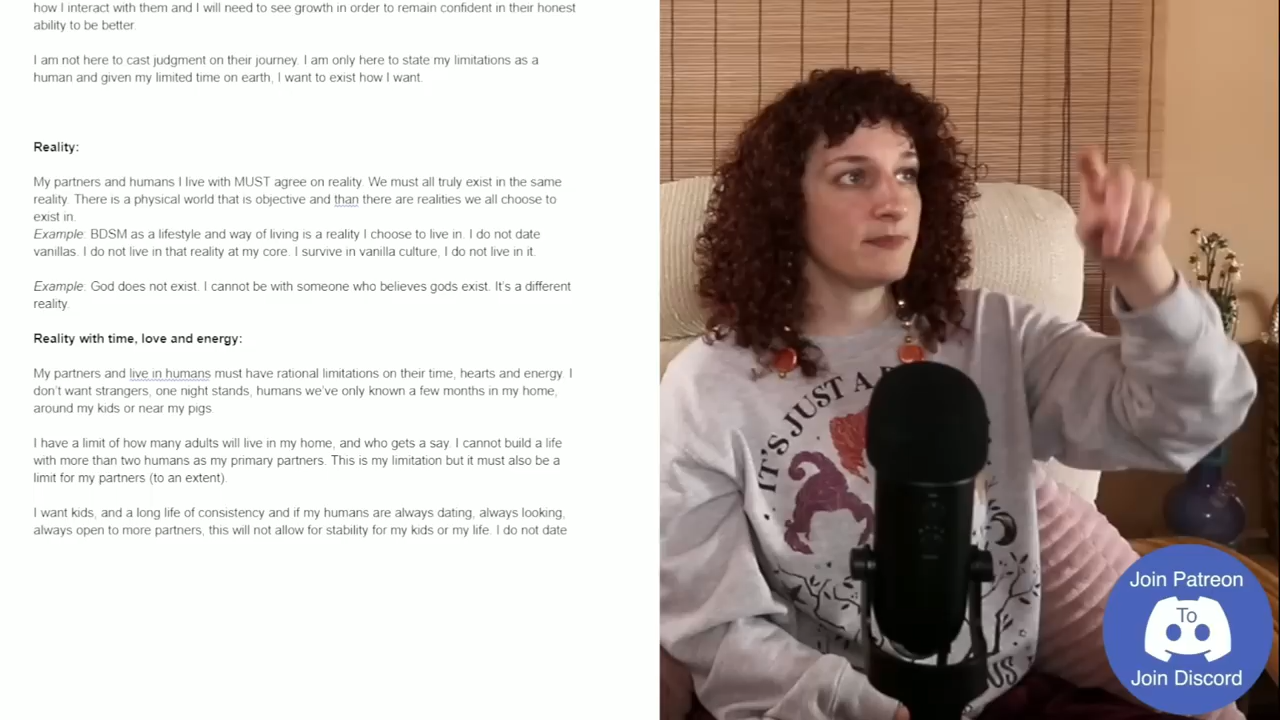 how I interact with them and I will need to see growth in order to remain confident in their honest
ability to be better.
I am not here to cast judgment on their journey. I am only here to state my limitations as a
human and given my limited time on earth, I want to exist how I want.
Reality:
My partners and humans I live with MUST agree on reality. We must all truly exist in the same
reality. There is a physical world that is objective and than there are realities we all choose to
exist in.
Example: BDSM as a lifestyle and way of living is a reality I choose to live in. I do not date
vanillas. I do not live in that reality at my core. I survive in vanilla culture, I do not live in it.
Example: God does not exist. I cannot be with someone who believes gods exist. It's a different
reality.
Reality with time, love and energy:
My partners and live in humans must have rational limitations on their time, hearts and energy. I
don't want strangers, one night stands, humans we've only known a few months in my home,
around my kids or near my pigs
I have a limit of how many adults will live in my home, and who gets a say. I cannot build a life
with more than two humans as my primary partners. This is my limitation but it must also be a
limit for my partners (to an extent).
I want kids, and a long life of consistency and if my humans are always dating, always looking,
always open to more partners, this will not allow for stability for my kids or my life. I do not date
IT'S JUST A
US
Join Patreon
To
Join Discord